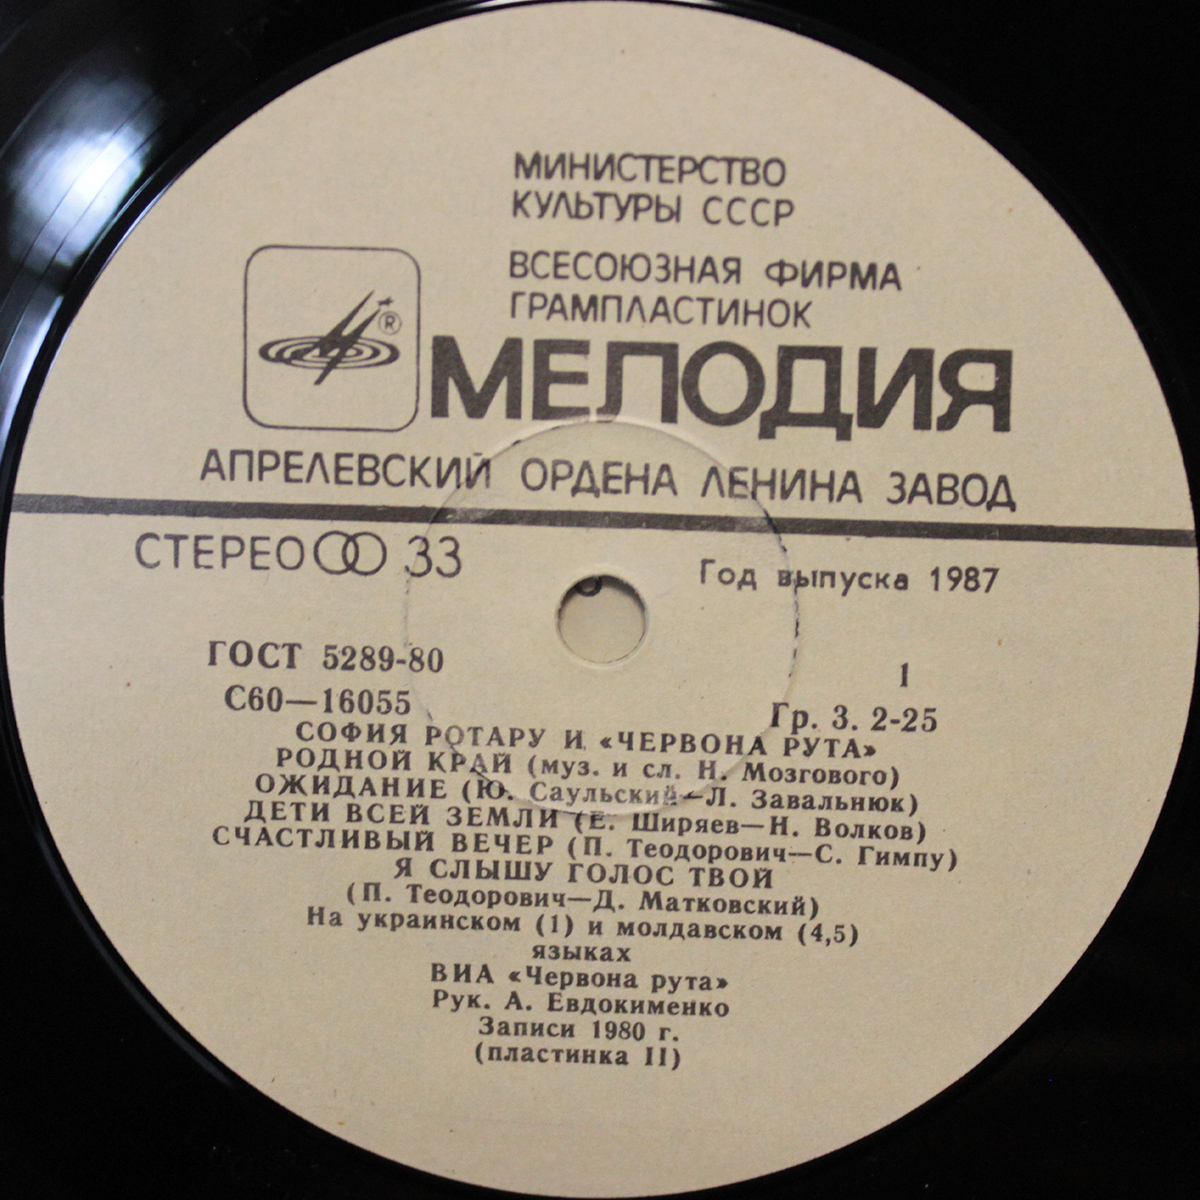 МИНИСТЕРСТВО
КУЛЬТУРЫ СССР
ВСЕСОЮЗНАЯ ФИРМА
ГРАМПЛАСТИНОК
®
МЕЛОДИЯ
АПРЕЛЕВСКИЙ ОРДЕНА ЛЕНИНА ЗАВОД
СТЕРЕО 33
Год выпуска 1987
ГОСТ 5289-80
1
С60—16055
Гр. 3. 2-25
СОФИЯ РОТАРУ И «ЧЕРВОНА РУТА»
РОДНОЙ КРАЙ (муз. и сл. Н. Мозгового)
ОЖИДАНИЕ (Ю. Саульский—Л. Завальнюк)
ДЕТИ ВСЕЙ ЗЕМЛИ (Е. Ширяев—Н. Волков)
СЧАСТЛИВЫЙ ВЕЧЕР (П. Теодорович—С. Гимпу)
Я СЛЫШУ ГОЛОС ТВОЙ
(П. Теодорович—Д. Матковский)
На украинском (1) и молдавском (4,5)
языках
ВИА «Червона рута»
Рук. А. Евдокименко
Записи 1980 г.
(пластинка II)